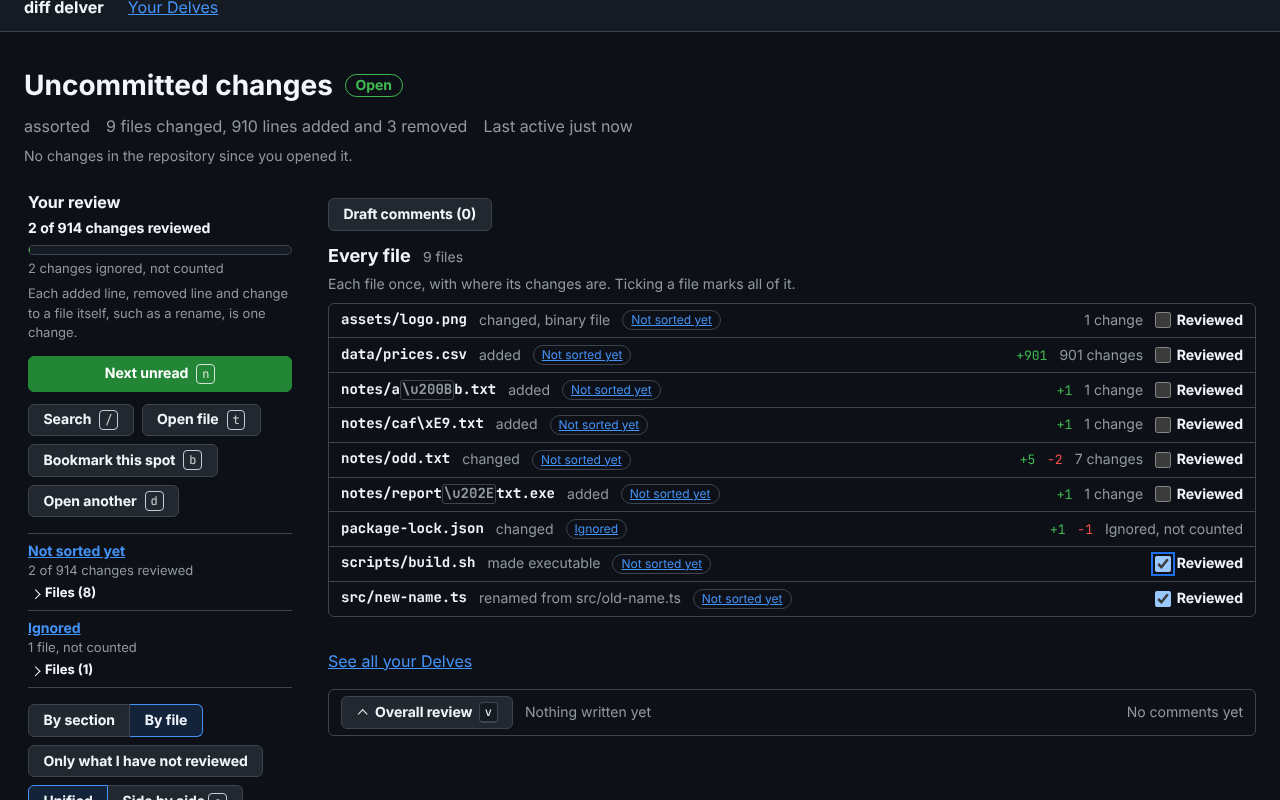 diff delver Your Delves
Uncommitted changes Open
assorted 9 files changed, 910 lines added and 3 removed Last active just now
No changes in the repository since you opened it.
Your review
2 of 914 changes reviewed
2 changes ignored, not counted
Each added line, removed line and change
to a file itself, such as a rename, is one
change.
Next unread n
Search / Open file t
Bookmark this spot b
Open another d
Not sorted yet
2 of 914 changes reviewed
Files (8)
Ignored
1 file, not counted
Files (1)
By section By file
Only what I have not reviewed
Unified Side by side
Draft comments (0)
Every file 9 files
Each file once, with where its changes are. Ticking a file marks all of it.
assets/logo.png changed, binary file Not sorted yet 1 change Reviewed
data/prices.csv added Not sorted yet +901 901 changes Reviewed
notes/a\u200Bb.txt added Not sorted yet +1 1 change Reviewed
notes/caf\xE9.txt added Not sorted yet +1 1 change Reviewed
notes/odd.txt changed Not sorted yet +5 -2 7 changes Reviewed
notes/report\u202Etxt.exe added Not sorted yet +1 1 change Reviewed
package-lock.json changed Ignored +1 -1 Ignored, not counted
scripts/build.sh made executable Not sorted yet Reviewed
src/new-name.ts renamed from src/old-name.ts Not sorted yet Reviewed
See all your Delves
Overall review v Nothing written yet No comments yet